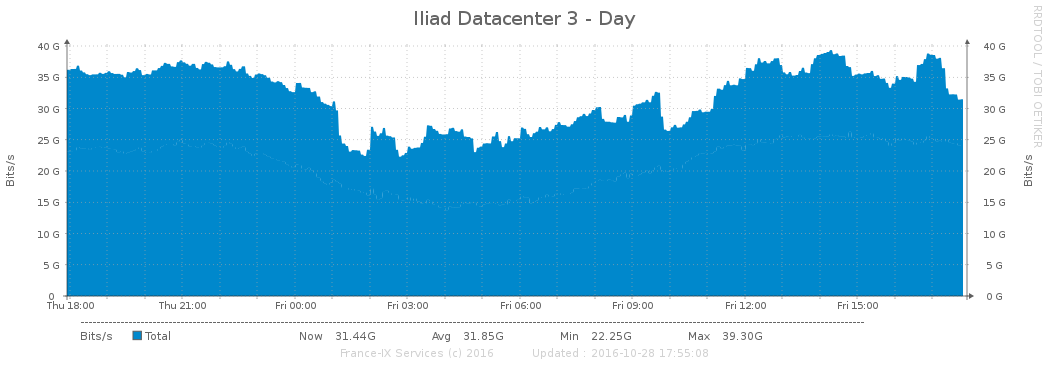 Iliad Datacenter 3 - Day
RRDTOOL / TOBI OETIKER
Bits/s
40 G 40 G
35 G 35 G
30 G 30 G
25 G 25 G
20 G 20 G
15 G 15 G
10 G 10 G
5 G 5 G
0 0 G
Bits/s
Thu 18:00 Thu 21:00 Fri 00:00 Fri 03:00 Fri 06:00 Fri 09:00 Fri 12:00 Fri 15:00
Bits/s Total Now 31.44G Avg 31.85G Min 22.25G Max 39.30G
France-IX Services (c) 2016 Updated : 2016-10-28 17:55:08